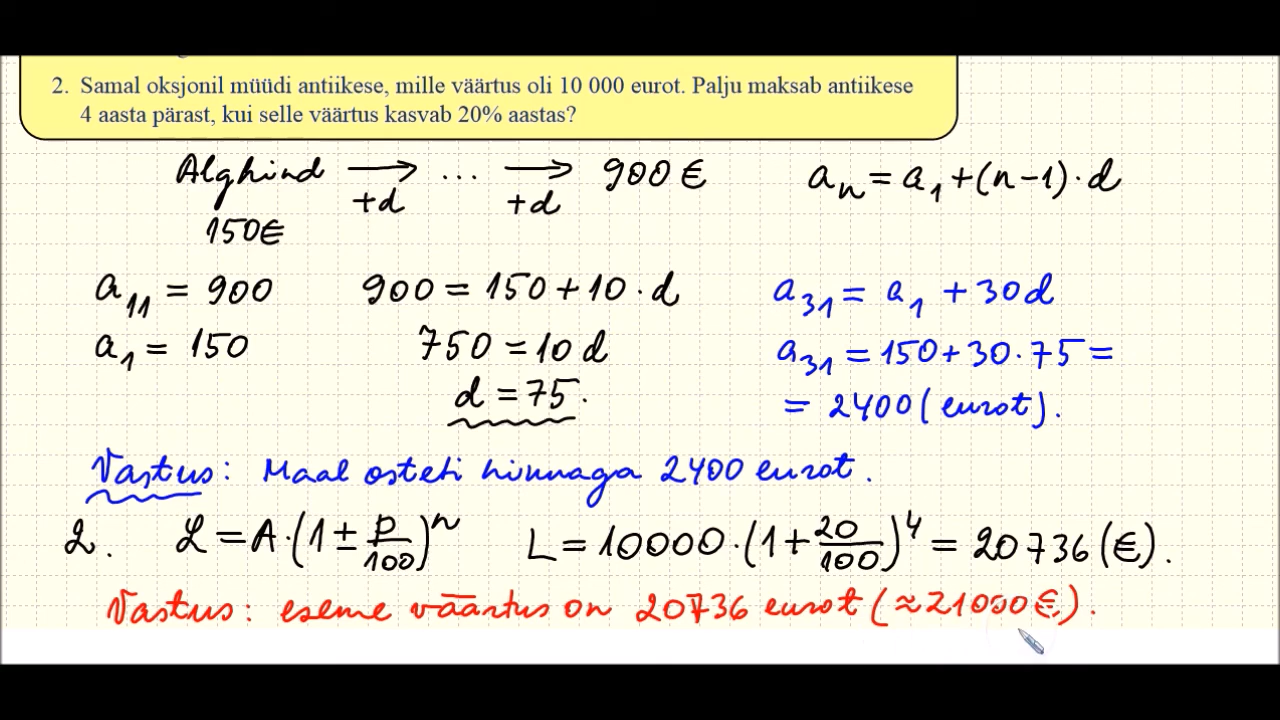 2. Samal oksjonil müüdi antiikese, mille väärtus oli 10 000 eurot. Palju maksab antiikese
4 aasta pärast, kui selle väärtus kasvab 20% aastas?
Alghind → ... → 900 € aₙ = a₁ + (n-1)·d
+d +d
150€
a₁₁ = 900 900 = 150 + 10·d a₃₁ = a₁ + 30d
a₁ = 150 750 = 10d a₃₁ = 150 + 30·75 =
d = 75. = 2400 (eurot).
Vastus: Maal osteti hinnaga 2400 eurot.
2. L = A·(1 ± p/100)ⁿ L = 10000·(1 + 20/100)⁴ = 20736 (€).
Vastus: eseme väärtus on 20736 eurot (≈21000€).